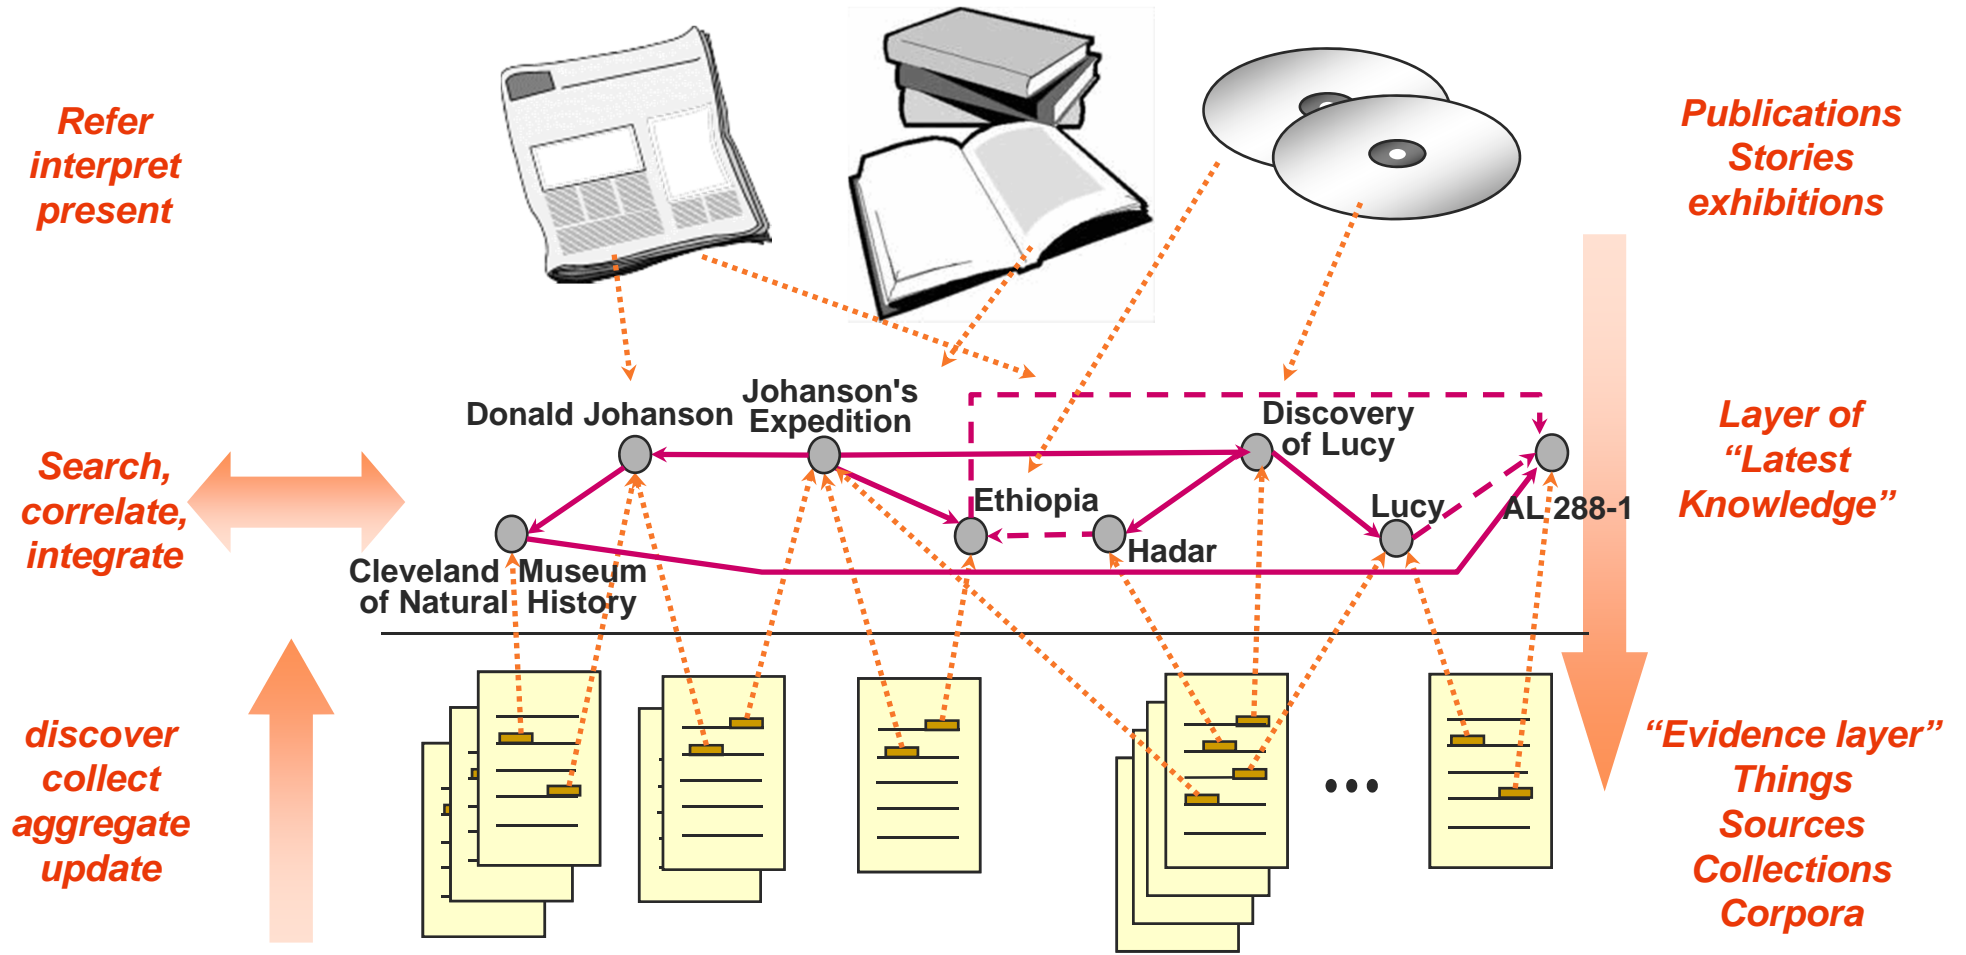 Refer
interpret
present
Publications
Stories
exhibitions
Search,
correlate,
integrate
Donald Johanson
Johanson's
Expedition
Discovery
of Lucy
Ethiopia
Hadar
Lucy
AL 288-1
Cleveland Museum
of Natural History
Layer of
“Latest
Knowledge”
discover
collect
aggregate
update
“Evidence layer”
Things
Sources
Collections
Corpora